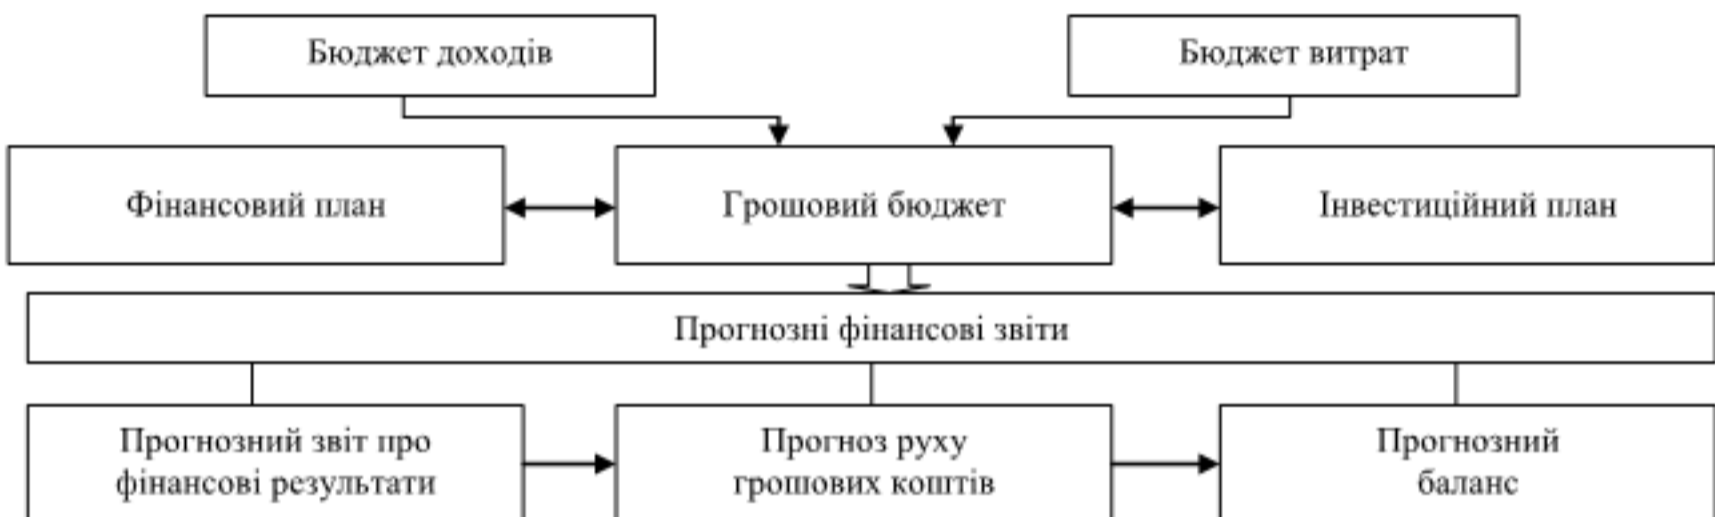 Бюджет доходів
Бюджет витрат
Фінансовий план
Грошовий бюджет
Інвестиційний план
Прогнозні фінансові звіти
Прогнозний звіт про
фінансові результати
Прогноз руху
грошових коштів
Прогнозний
баланс